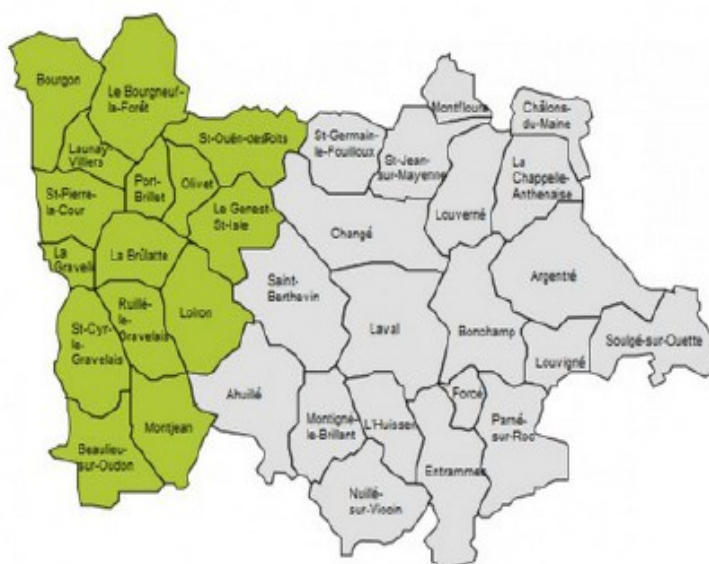 Bourgon
Le Bourgneuf-
la-Forêt
Montflours
Châlons-
du-Maine
Launay-
Villiers
St-Ouën-des-Toits
St-Germain-
le-Fouilloux
St-Jean-
sur-Mayenne
La
Chappelle-
Anthenaise
Port-
Brillet
Olivet
St-Pierre-
la-Cour
Le Genest-
St-Isle
Louverné
Changé
La
Gravelle
La Brûlatte
Argentré
Saint-
Berthevin
Loiron
Ruillé-
le-
Gravelais
St-Cyr-
le-
Gravelais
Laval
Bonchamp
Louvigné
Soulgé-sur-Ouette
Ahuillé
Montigné-
le-Brillant
L'Huisserie
Forcé
Parné-
sur-Roc
Montjean
Beaulieu-
sur-Oudon
Entrammes
Nuillé-
sur-Vicoin